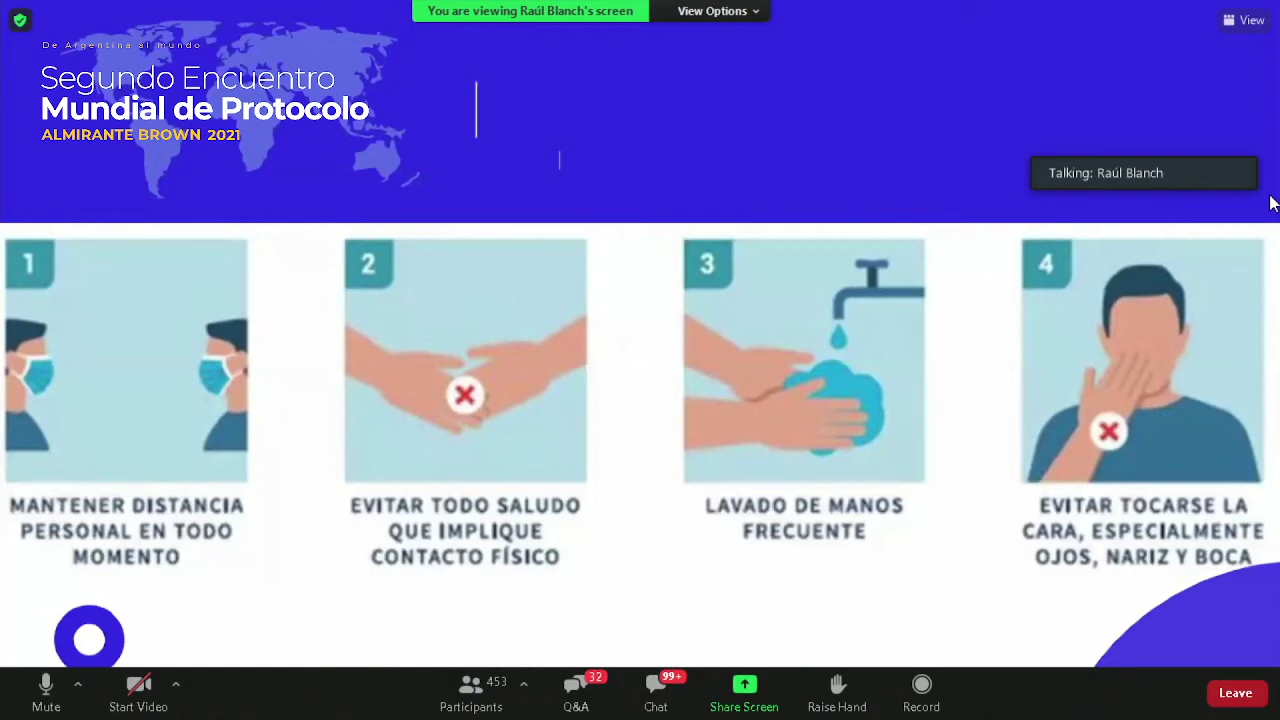 You are viewing Raúl Blanch's screen
View Options
View
De Argentina al mundo
Segundo Encuentro
Mundial de Protocolo
ALMIRANTE BROWN 2021
Talking: Raúl Blanch
1
2
3
4
MANTENER DISTANCIA
PERSONAL EN TODO
MOMENTO
EVITAR TODO SALUDO
QUE IMPLIQUE
CONTACTO FÍSICO
LAVADO DE MANOS
FRECUENTE
EVITAR TOCARSE LA
CARA, ESPECIALMENTE
OJOS, NARIZ Y BOCA
Mute
Start Video
453
Participants
32
Q&A
99+
Chat
Share Screen
Raise Hand
Record
Leave